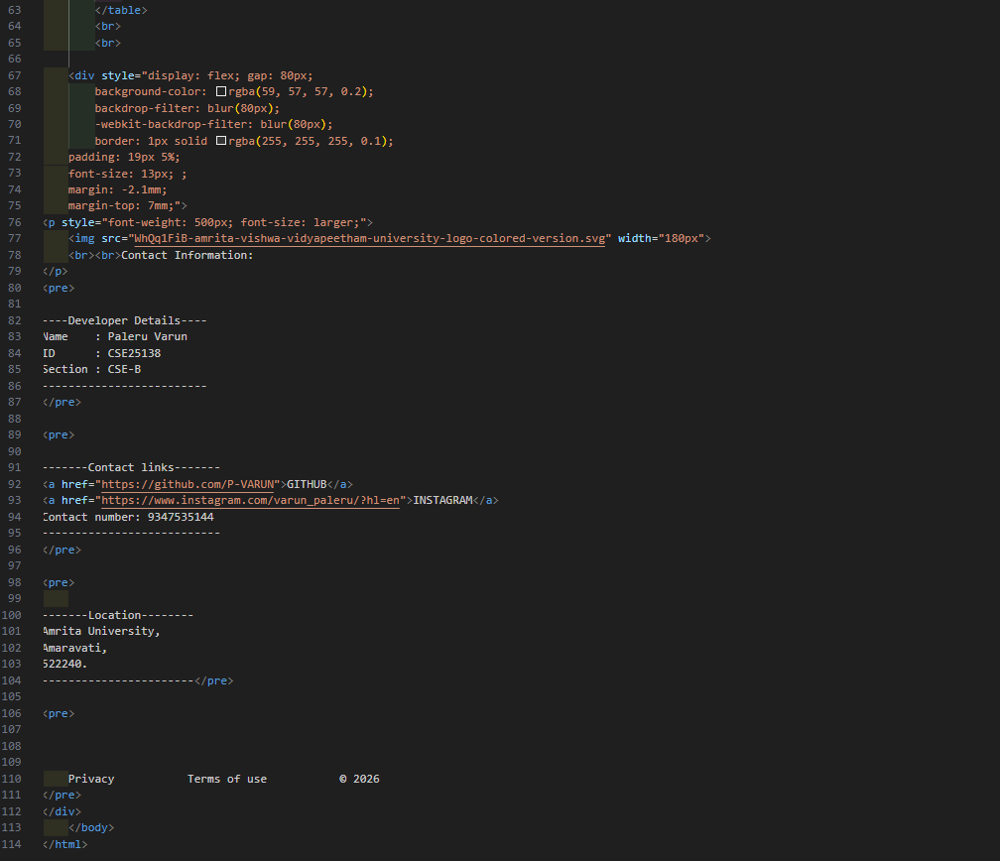 63 </table>
64 <br>
65 <br>
66
67 <div style="display: flex; gap: 80px;
68 background-color: rgba(59, 57, 57, 0.2);
69 backdrop-filter: blur(80px);
70 -webkit-backdrop-filter: blur(80px);
71 border: 1px solid rgba(255, 255, 255, 0.1);
72 padding: 19px 5%;
73 font-size: 13px; ;
74 margin: -2.1mm;
75 margin-top: 7mm;">
76 <p style="font-weight: 500px; font-size: larger;">
77 <img src="WhQq1FiB-amrita-vishwa-vidyapeetham-university-logo-colored-version.svg" width="180px">
78 <br><br>Contact Information:
79 </p>
80 <pre>
81
82 ----Developer Details----
83 Name    : Paleru Varun
84 ID      : CSE25138
85 Section : CSE-B
86 -------------------------
87 </pre>
88
89 <pre>
90
91 -------Contact links-------
92 <a href="https://github.com/P-VARUN">GITHUB</a>
93 <a href="https://www.instagram.com/varun_paleru/?hl=en">INSTAGRAM</a>
94 Contact number: 9347535144
95 ---------------------------
96 </pre>
97
98 <pre>
99
100 -------Location--------
101 Amrita University,
102 Amaravati,
103 522240.
104 -----------------------</pre>
105
106 <pre>
107
108
109
110 Privacy           Terms of use           © 2026
111 </pre>
112 </div>
113 </body>
114 </html>